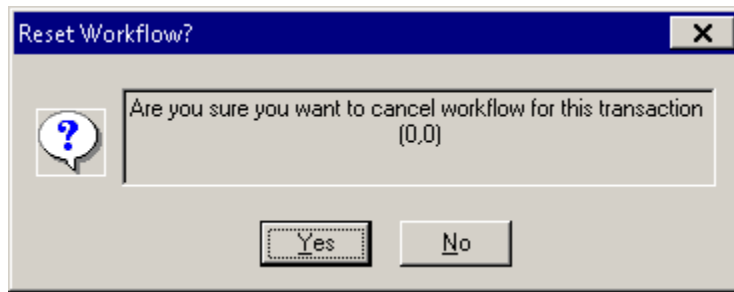 Reset Workflow?
Are you sure you want to cancel workflow for this transaction
(0,0)
Yes
No